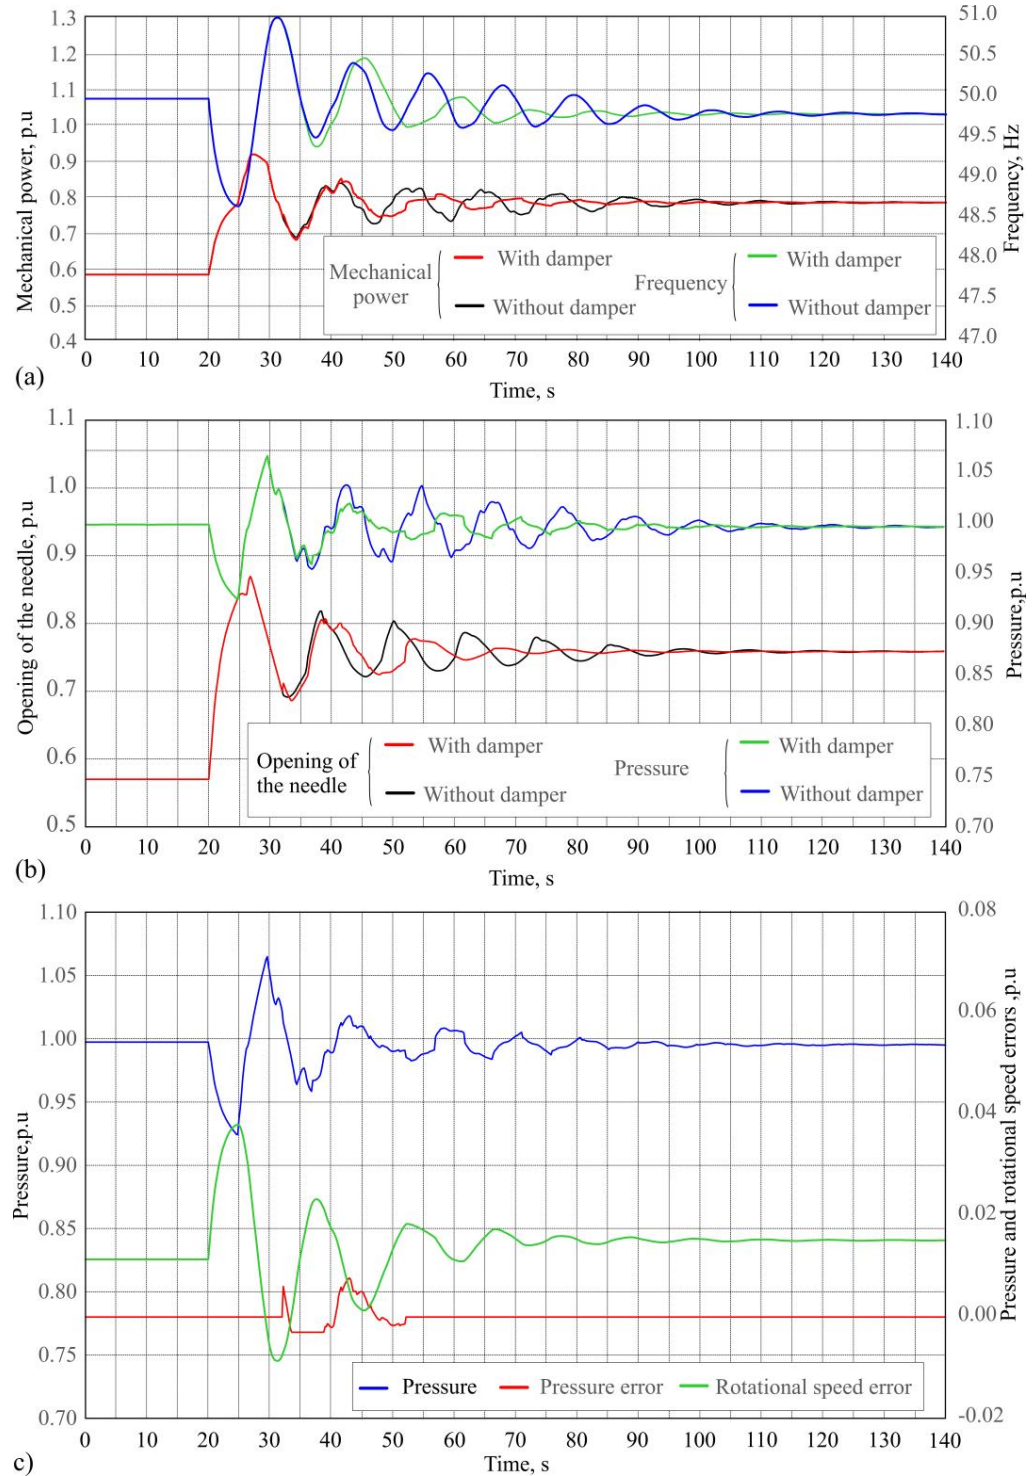 1.3
1.2
1.1
1.0
0.9
0.8
0.7
0.6
0.5
0.4
Mechanical power, p.u
51.0
50.5
50.0
49.5
49.0
48.5
48.0
47.5
47.0
Frequency, Hz
Mechanical power
With damper
Without damper
Frequency
With damper
Without damper
0 10 20 30 40 50 60 70 80 90 100 110 120 130 140
Time, s
(a)
1.1
1.0
0.9
0.8
0.7
0.6
0.5
Opening of the needle, p.u
1.10
1.05
1.00
0.95
0.90
0.85
0.80
0.75
0.70
Pressure,p.u
Opening of
the needle
With damper
Without damper
Pressure
With damper
Without damper
0 10 20 30 40 50 60 70 80 90 100 110 120 130 140
Time, s
(b)
1.10
1.05
1.00
0.95
0.90
0.85
0.80
0.75
0.70
Pressure,p.u
0.08
0.06
0.04
0.02
0.00
-0.02
Pressure and rotational speed errors ,p.u
Pressure Pressure error Rotational speed error
0 10 20 30 40 50 60 70 80 90 100 110 120 130 140
Time, s
c)